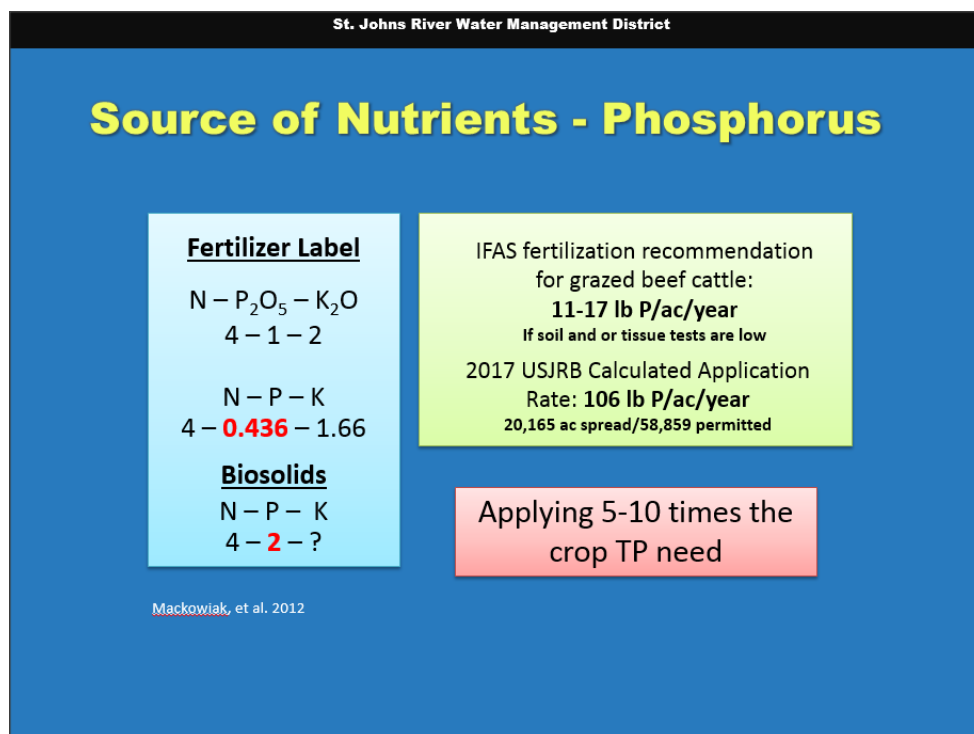 St. Johns River Water Management District
Source of Nutrients - Phosphorus
Fertilizer Label
N – P₂O₅ – K₂O
4 – 1 – 2
N – P – K
4 – 0.436 – 1.66
Biosolids
N – P – K
4 – 2 – ?
Mackowiak, et al. 2012
IFAS fertilization recommendation
for grazed beef cattle:
11-17 lb P/ac/year
If soil and or tissue tests are low
2017 USJRB Calculated Application
Rate: 106 lb P/ac/year
20,165 ac spread/58,859 permitted
Applying 5-10 times the
crop TP need